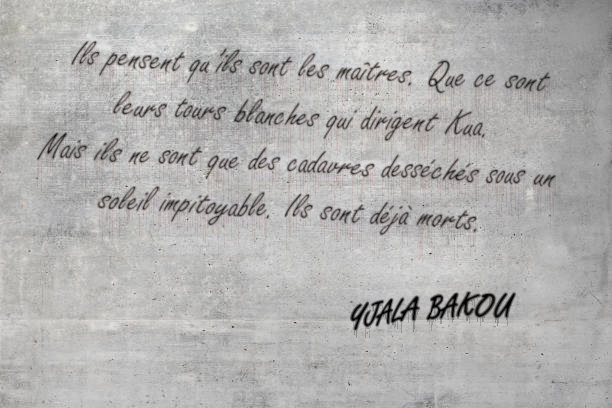 Ils pensent qu'ils sont les maîtres. Que ce sont
leurs tours blanches qui dirigent Kua.
Mais ils ne sont que des cadavres desséchés sous un
soleil impitoyable. Ils sont déjà morts.
YJALA BAKOU